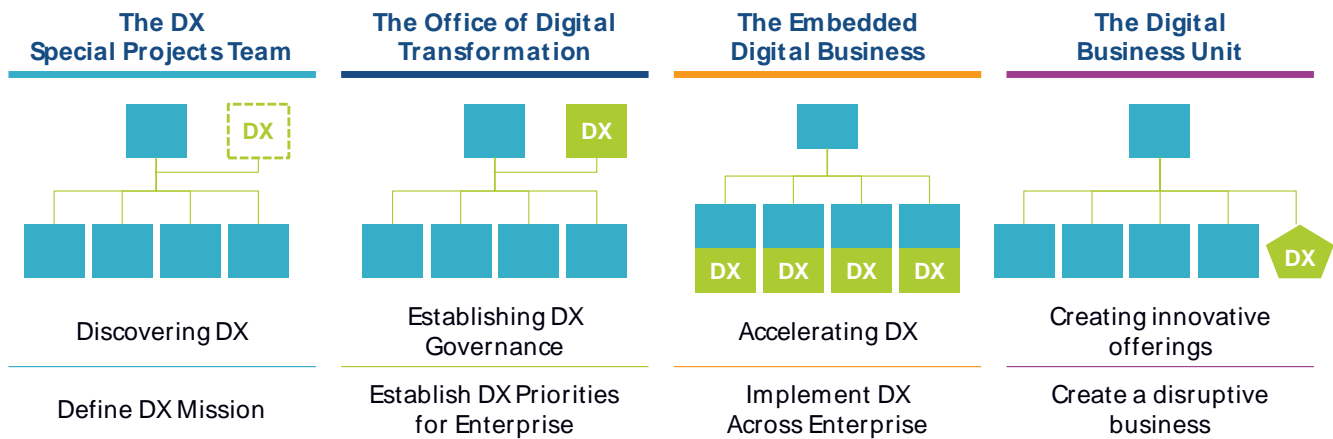 The DX
Special Projects Team
The Office of Digital
Transformation
The Embedded
Digital Business
The Digital
Business Unit
DX
DX
DX
DX
DX
DX
DX
Discovering DX
Establishing DX
Governance
Accelerating DX
Creating innovative
offerings
Define DX Mission
Establish DX Priorities
for Enterprise
Implement DX
Across Enterprise
Create a disruptive
business